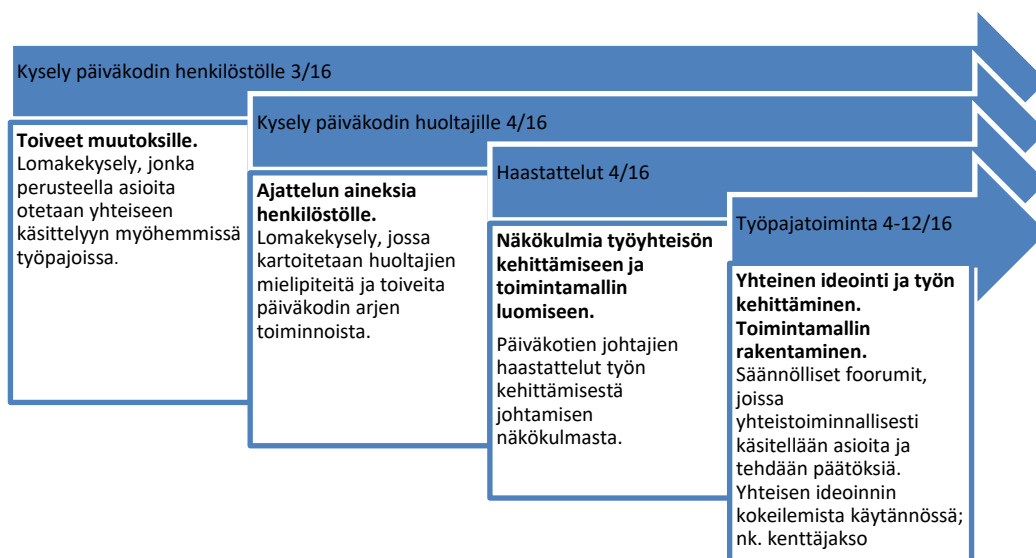 Kysely päiväkodin henkilöstölle 3/16
Toiveet muutoksille.
Lomakekysely, jonka
perusteella asioita
otetaan yhteiseen
käsittelyyn myöhemmissä
työpajoissa.
Kysely päiväkodin huoltajille 4/16
Ajattelun aineksia
henkilöstölle.
Lomakekysely, jossa
kartoitetaan huoltajien
mielipiteitä ja toiveita
päiväkodin arjen
toiminnoista.
Haastattelut 4/16
Näkökulmia työyhteisön
kehittämiseen ja
toimintamallin
luomiseen.
Päiväkotien johtajien
haastattelut työn
kehittämisestä
johtamisen
näkökulmasta.
Työpajatoiminta 4-12/16
Yhteinen ideointi ja työn
kehittäminen.
Toimintamallin
rakentaminen.
Säännölliset foorumit,
joissa
yhteistoiminnallisesti
käsitellään asioita ja
tehdään päätöksiä.
Yhteisen ideoinnin
kokeilemista käytännössä;
nk. kenttäjakso